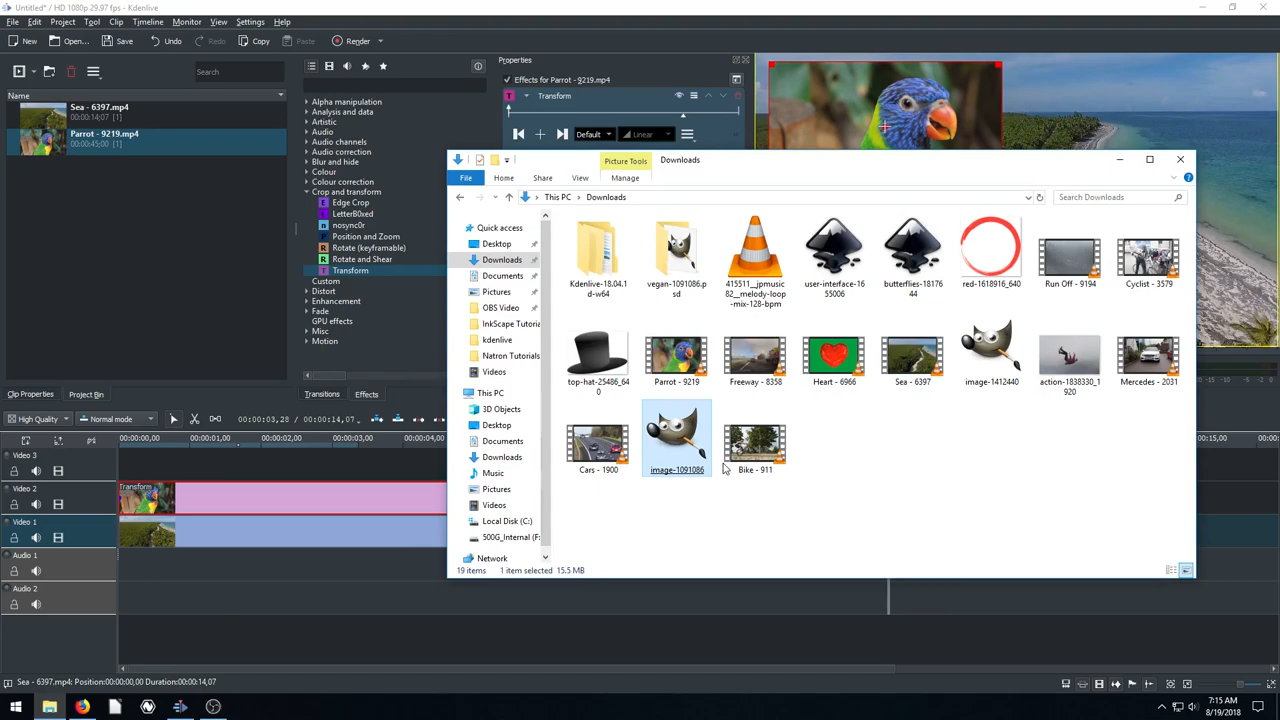 Untitled* / HD 1080p 29.97 fps - Kdenlive
File Edit Project Tool Clip Timeline Monitor Settings Help
New Open... Save Undo Redo Copy Paste Render
Search
Name
Sea - 6397.mp4
00:00:14;07 [1]
Parrot - 9219.mp4
00:00:45;00 [1]
Alpha manipulation
Analysis and data
Artistic
Audio
Audio correction
Blur and hide
Colour
Colour correction
Crop and transform
Edge Crop
LetterB0xed
nosync0r
Position and Zoom
Rotate (keyframable)
Rotate and Shear
Transform
Custom
Distort
Enhancement
Fade
GPU effects
Misc
Motion
Properties
Effects for Parrot - 9219.mp4
Transform
Default Linear
Clip Properties Project Bin Transitions Effects
High Quality Normal mode 00:00:03,28 / 00:00:14,07
00:00:00,00 00:00:01,00 00:00:02,00 00:00:03,00 00:00:04,00 00:15,00
Video 3
Video 2
Transform
Video 1
Audio 1
Audio 2
Picture Tools Downloads
File Home Share View Manage
This PC Downloads Search Downloads
Quick access
Desktop
Downloads
Documents
Pictures
OBS Video
InkScape Tutoria
kdenlive
Natron Tutorials
Videos
This PC
3D Objects
Desktop
Documents
Downloads
Music
Pictures
Videos
Local Disk (C:)
500G_Internal (F:
Network
Kdenlive-18.04.1
d-w64
vegan-1091086.p
sd
415511__jpmusic
82__melody-loop
-mix-128-bpm
user-interface-16
55006
butterflies-18176
44
red-1618916_640
Run Off - 9194
Cyclist - 3579
top-hat-25486_64
0
Parrot - 9219
Freeway - 8358
Heart - 6966
Sea - 6397
image-1412440
action-1838330_1
920
Mercedes - 2031
Cars - 1900
image-1091086
Bike - 911
19 items 1 item selected 15.5 MB
Sea - 6397.mp4: Position:00:00:00,00 Duration:00:00:14,07
7:15 AM
8/19/2018